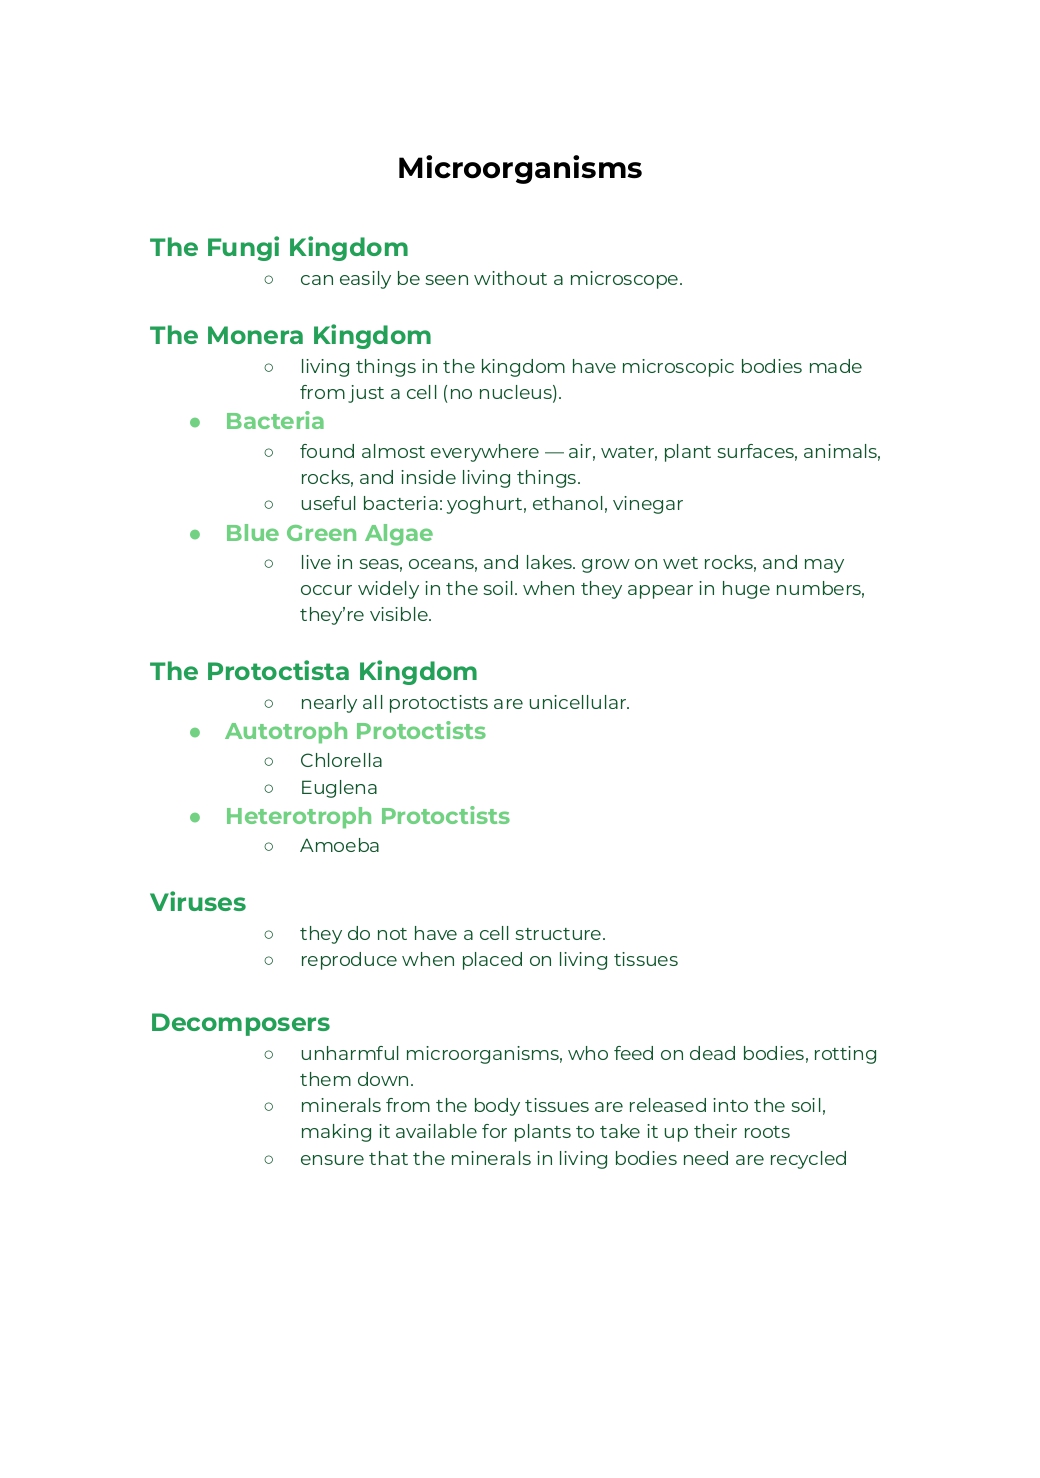 Microorganisms
The Fungi Kingdom
○ can easily be seen without a microscope.
The Monera Kingdom
○ living things in the kingdom have microscopic bodies made
from just a cell (no nucleus).
● Bacteria
○ found almost everywhere — air, water, plant surfaces, animals,
rocks, and inside living things.
○ useful bacteria: yoghurt, ethanol, vinegar
● Blue Green Algae
○ live in seas, oceans, and lakes. grow on wet rocks, and may
occur widely in the soil. when they appear in huge numbers,
they’re visible.
The Protoctista Kingdom
○ nearly all protoctists are unicellular.
● Autotroph Protoctists
○ Chlorella
○ Euglena
● Heterotroph Protoctists
○ Amoeba
Viruses
○ they do not have a cell structure.
○ reproduce when placed on living tissues
Decomposers
○ unharmful microorganisms, who feed on dead bodies, rotting
them down.
○ minerals from the body tissues are released into the soil,
making it available for plants to take it up their roots
○ ensure that the minerals in living bodies need are recycled